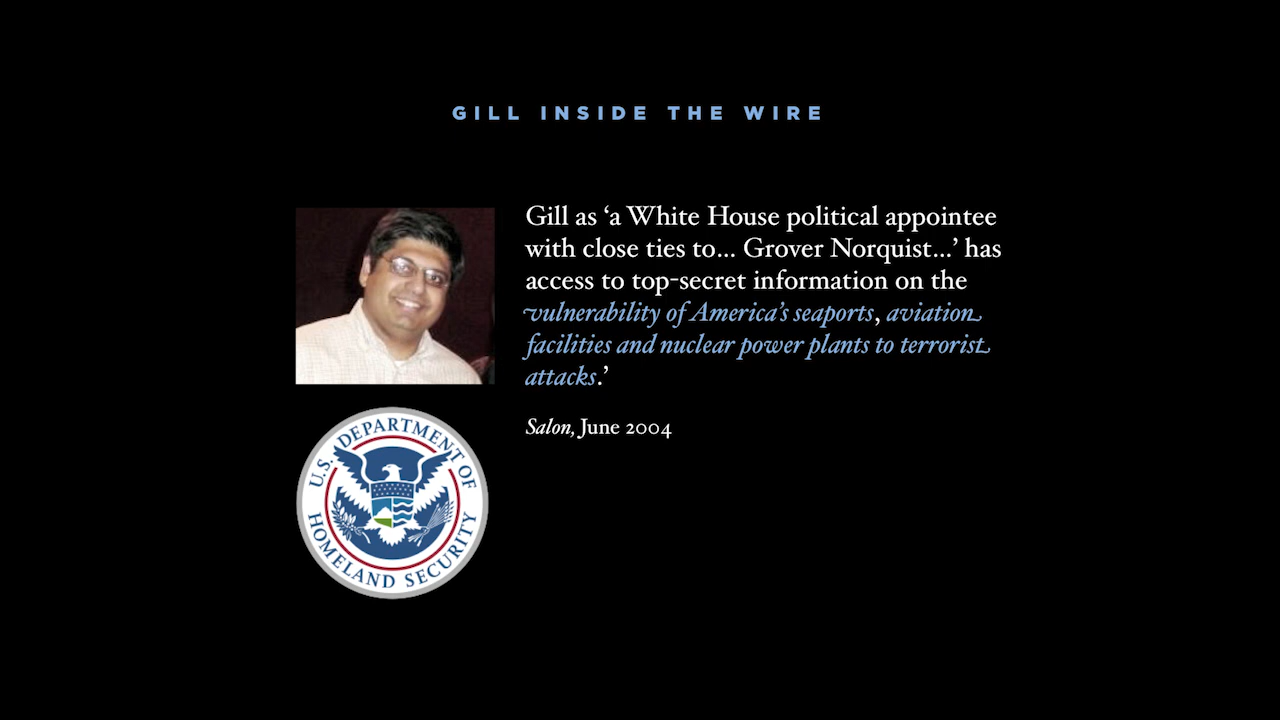 GILL INSIDE THE WIRE
Gill as ‘a White House political appointee
with close ties to... Grover Norquist...’ has
access to top-secret information on the
vulnerability of America’s seaports, aviation
facilities and nuclear power plants to terrorist
attacks.’
Salon, June 2004
U.S. DEPARTMENT OF
HOMELAND SECURITY